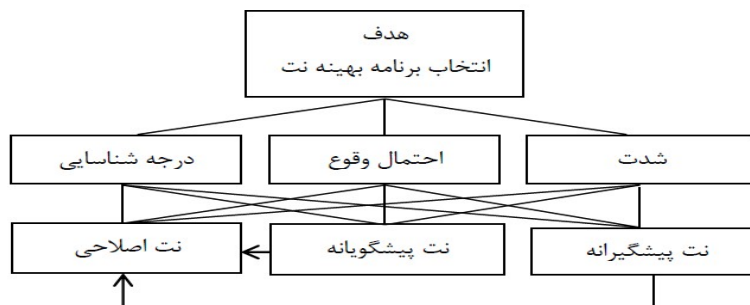 هدف
انتخاب برنامه بهینه نت
شدت
احتمال وقوع
درجه شناسایی
نت پیشگیرانه
نت پیشگویانه
نت اصلاحی